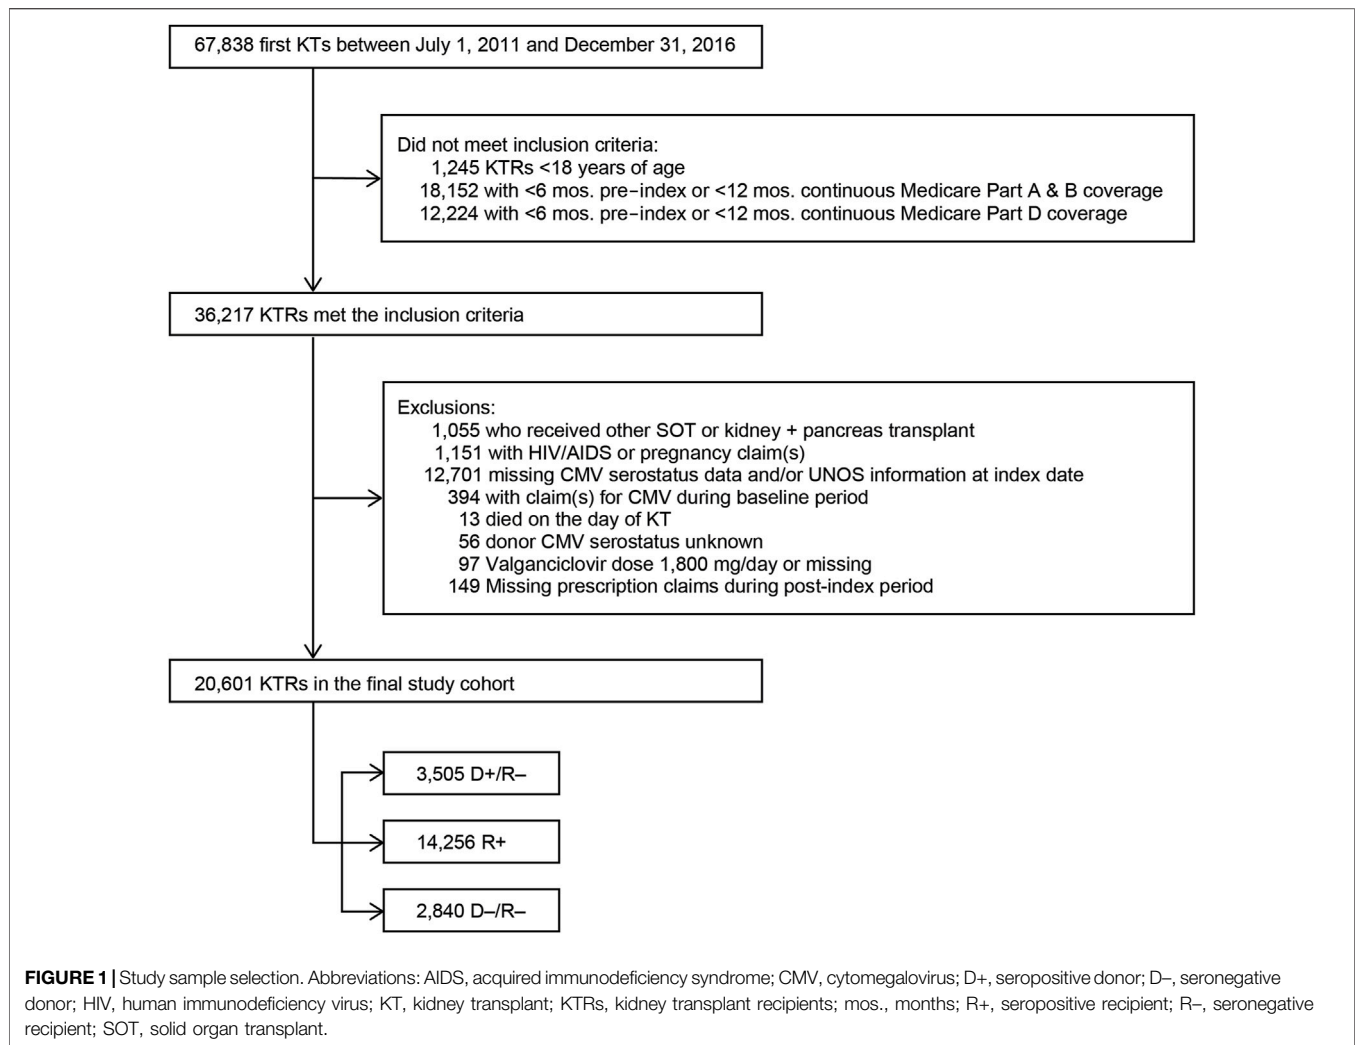 67,838 first KTs between July 1, 2011 and December 31, 2016
Did not meet inclusion criteria:
1,245 KTRs <18 years of age
18,152 with <6 mos. pre–index or <12 mos. continuous Medicare Part A & B coverage
12,224 with <6 mos. pre–index or <12 mos. continuous Medicare Part D coverage
36,217 KTRs met the inclusion criteria
Exclusions:
1,055 who received other SOT or kidney + pancreas transplant
1,151 with HIV/AIDS or pregnancy claim(s)
12,701 missing CMV serostatus data and/or UNOS information at index date
394 with claim(s) for CMV during baseline period
13 died on the day of KT
56 donor CMV serostatus unknown
97 Valganciclovir dose 1,800 mg/day or missing
149 Missing prescription claims during post-index period
20,601 KTRs in the final study cohort
3,505 D+/R–
14,256 R+
2,840 D–/R–
FIGURE 1 | Study sample selection. Abbreviations: AIDS, acquired immunodeficiency syndrome; CMV, cytomegalovirus; D+, seropositive donor; D–, seronegative
donor; HIV, human immunodeficiency virus; KT, kidney transplant; KTRs, kidney transplant recipients; mos., months; R+, seropositive recipient; R–, seronegative
recipient; SOT, solid organ transplant.